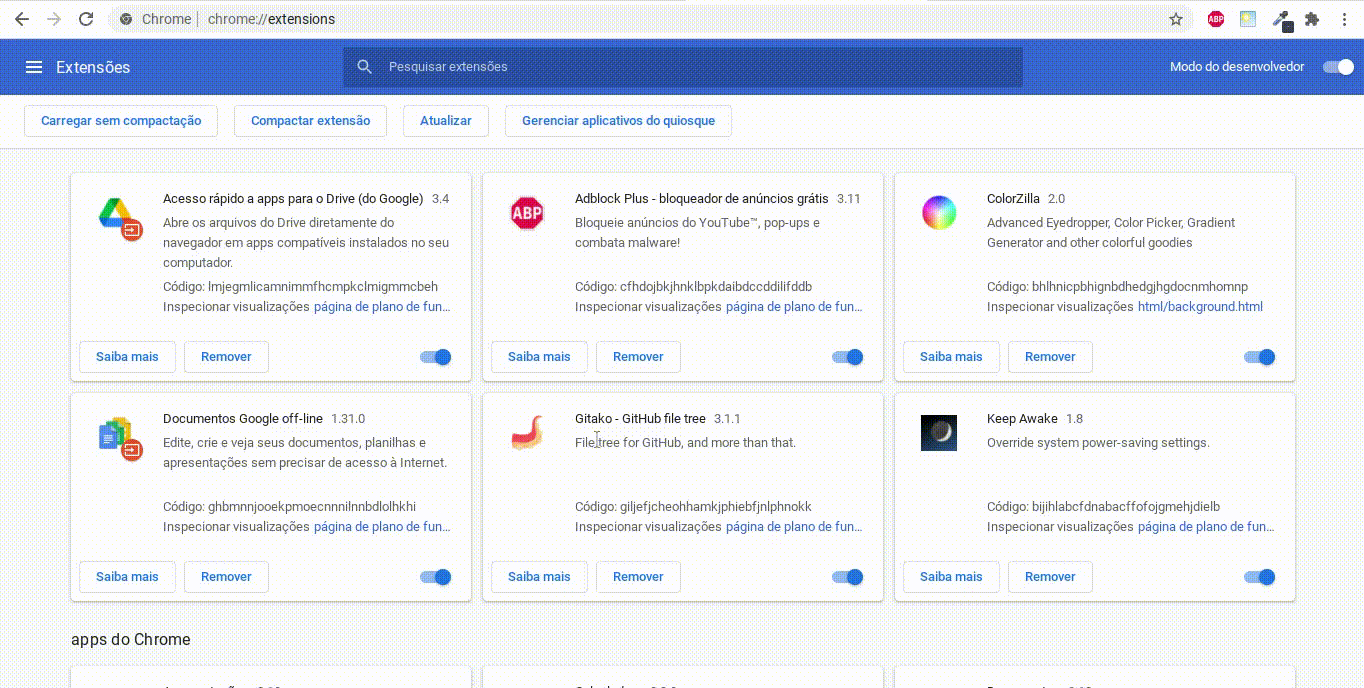 Chrome | chrome://extensions
ABP
Extensões
Pesquisar extensões
Modo do desenvolvedor
Carregar sem compactação
Compactar extensão
Atualizar
Gerenciar aplicativos do quiosque
Acesso rápido a apps para o Drive (do Google) 3.4
Abre os arquivos do Drive diretamente do
navegador em apps compatíveis instalados no seu
computador.
Código: lmjegmlicamnimmfhcmpkclmigmmcbeh
Inspecionar visualizações página de plano de fun…
Saiba mais
Remover
ABP
Adblock Plus - bloqueador de anúncios grátis 3.11
Bloqueie anúncios do YouTube™, pop-ups e
combata malware!
Código: cfhdojbkjhnklbpkdaibdccddilifddb
Inspecionar visualizações página de plano de fun…
Saiba mais
Remover
ColorZilla 2.0
Advanced Eyedropper, Color Picker, Gradient
Generator and other colorful goodies
Código: bhlhnicpbhignbdhedgjhgdocnmhomnp
Inspecionar visualizações html/background.html
Saiba mais
Remover
Documentos Google off-line 1.31.0
Edite, crie e veja seus documentos, planilhas e
apresentações sem precisar de acesso à Internet.
Código: ghbmnnjooekpmoecnnnilnnbdlolhkhi
Inspecionar visualizações página de plano de fun…
Saiba mais
Remover
Gitako - GitHub file tree 3.1.1
File tree for GitHub, and more than that.
Código: giljefjcheohhamkjphiebfjnlphnokk
Inspecionar visualizações página de plano de fun…
Saiba mais
Remover
Keep Awake 1.8
Override system power-saving settings.
Código: bijihlabcfdnabacffofojgmehjdielb
Inspecionar visualizações página de plano de fun…
Saiba mais
Remover
apps do Chrome